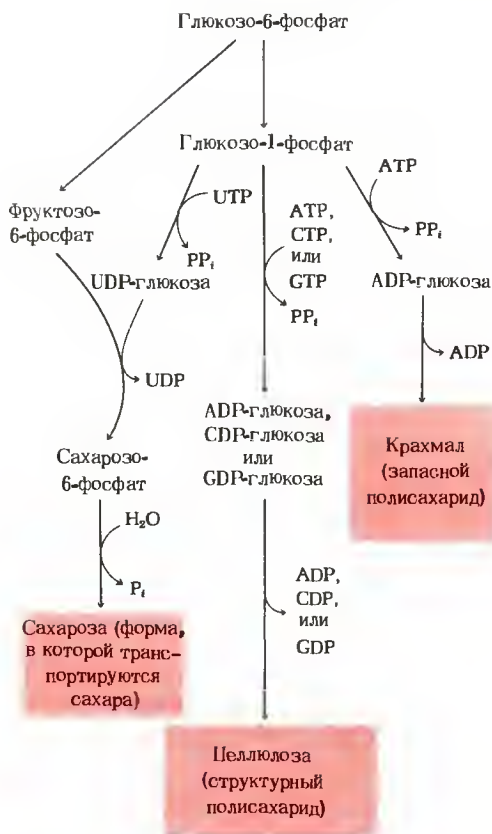 Глюкозо-6-фосфат
Глюкозо-1-фосфат
Фруктозо-
6-фосфат
UTP
PPi
UDP-глюкоза
UDP
Сахарозо-
6-фосфат
H₂O
Pi
Сахароза (форма,
в которой транс-
портируются
сахара)
ATP,
CTP,
или
GTP
PPi
ADP-глюкоза,
CDP-глюкоза
или
GDP-глюкоза
ADP,
CDP,
или
GDP
Целлюлоза
(структурный
полисахарид)
ATP
PPi
ADP-глюкоза
ADP
Крахмал
(запасной
полисахарид)